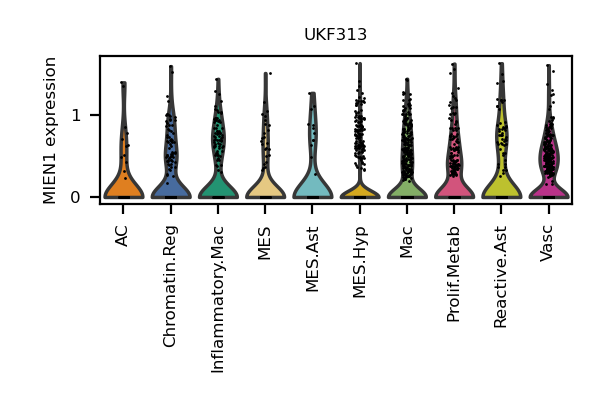 UKF313
MIEN1 expression
1
0
AC
Chromatin.Reg
Inflammatory.Mac
MES
MES.Ast
MES.Hyp
Mac
Prolif.Metab
Reactive.Ast
Vasc